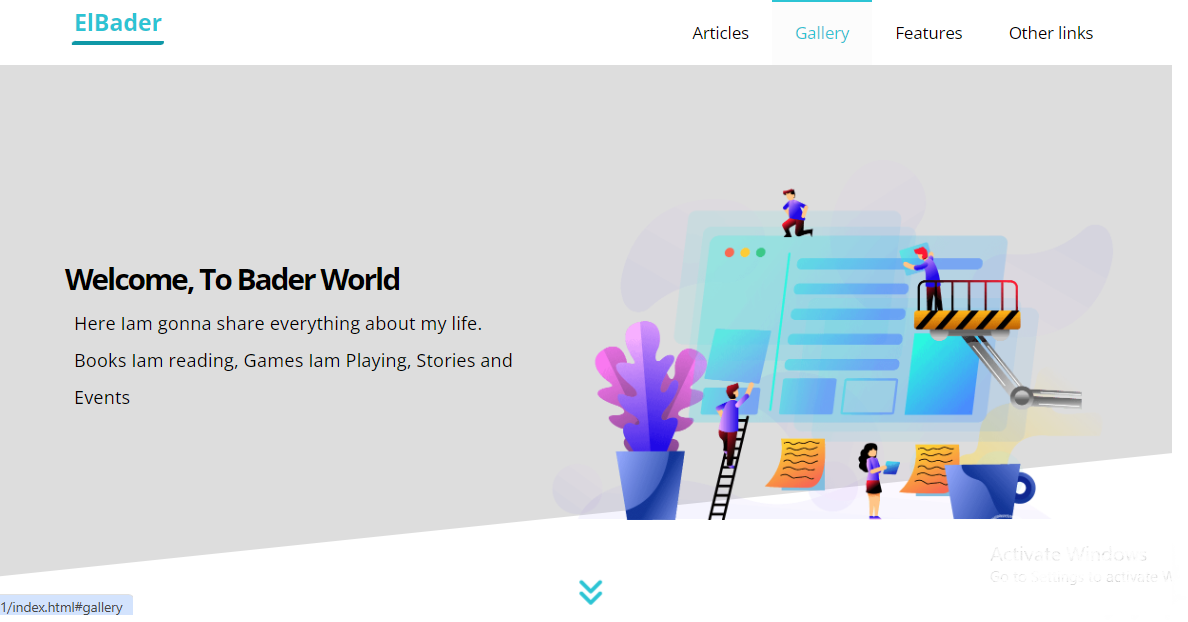 ElBader
Articles Gallery Features Other links
Welcome, To Bader World
Here Iam gonna share everything about my life.
Books Iam reading, Games Iam Playing, Stories and
Events
Activate Windows
Go to Settings to activate W
1/index.html#gallery